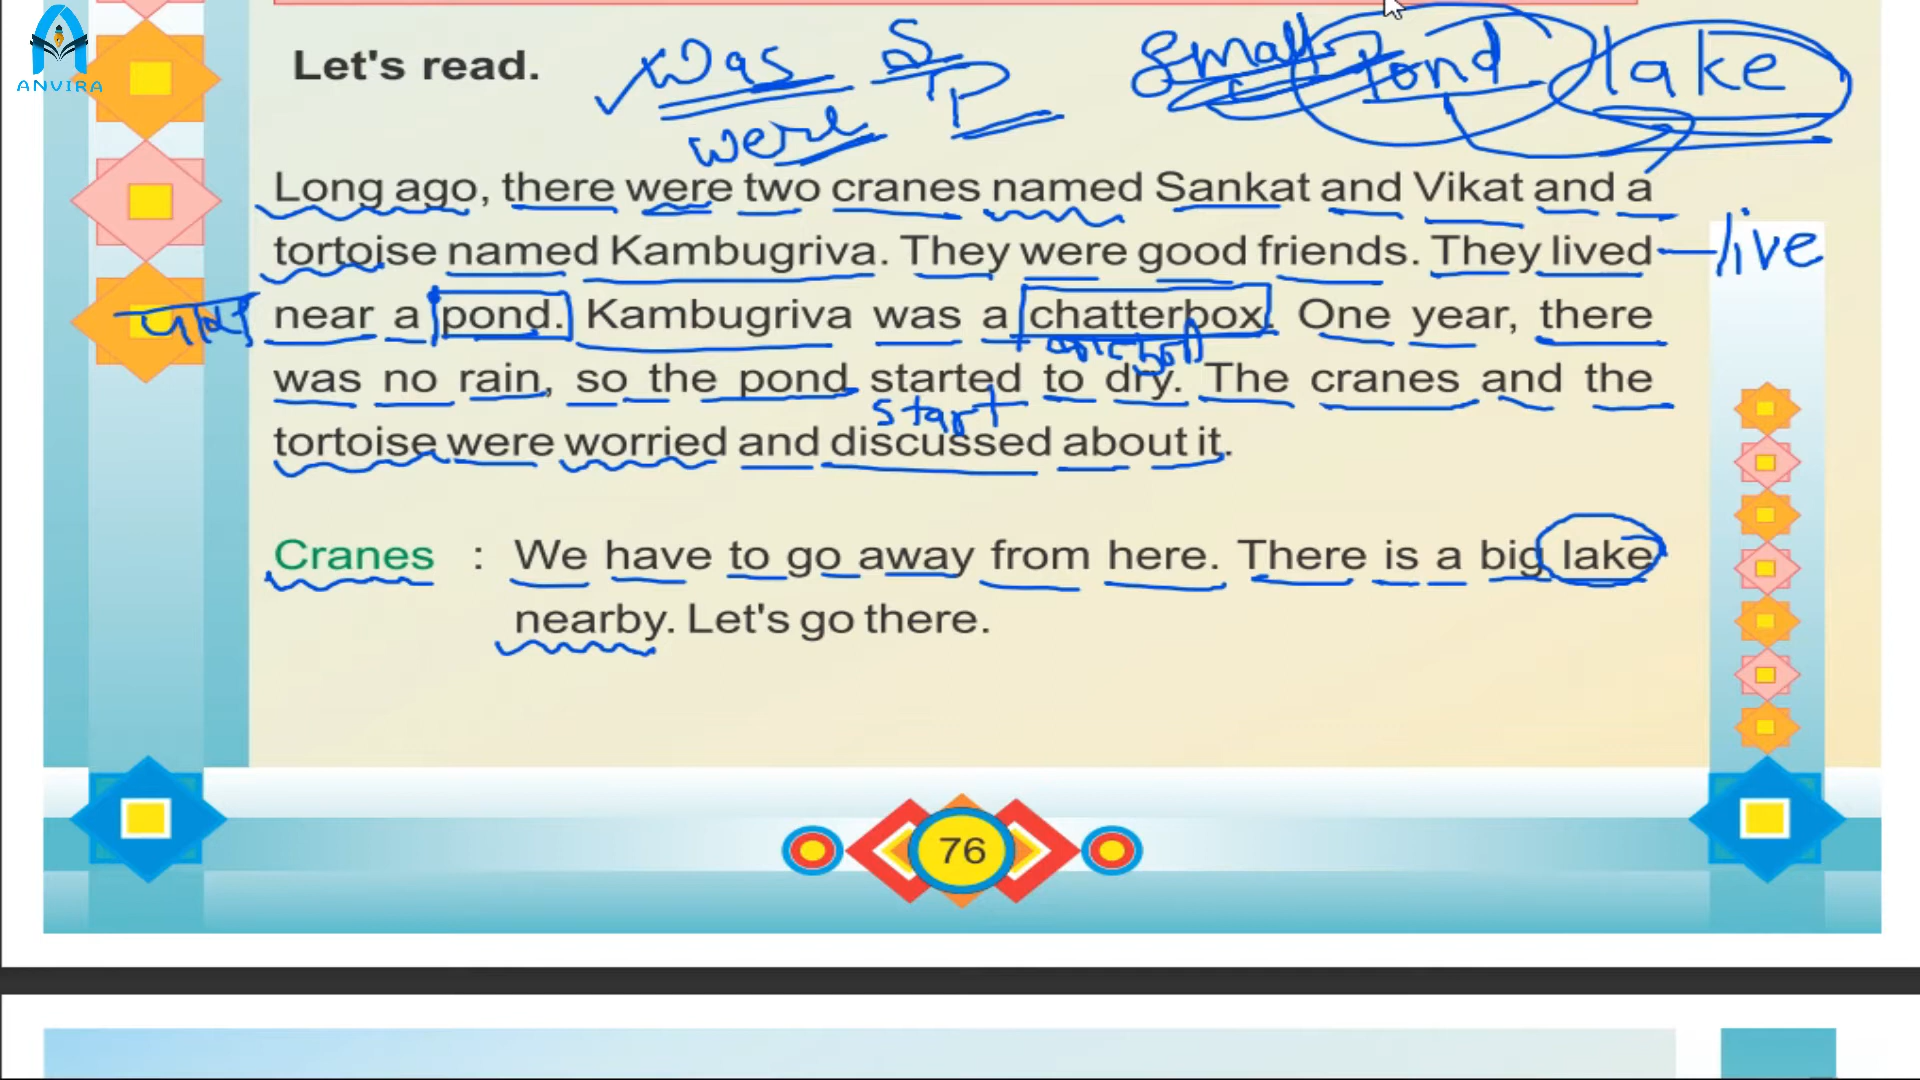 ANVIRA
Let's read.
was S
were P
small Pond lake
Long ago, there were two cranes named Sankat and Vikat and a
tortoise named Kambugriva. They were good friends. They lived
live
near a pond. Kambugriva was a chatterbox. One year, there
was no rain, so the pond started to dry. The cranes and the
start
tortoise were worried and discussed about it.
Cranes : We have to go away from here. There is a big lake
nearby. Let's go there.
76